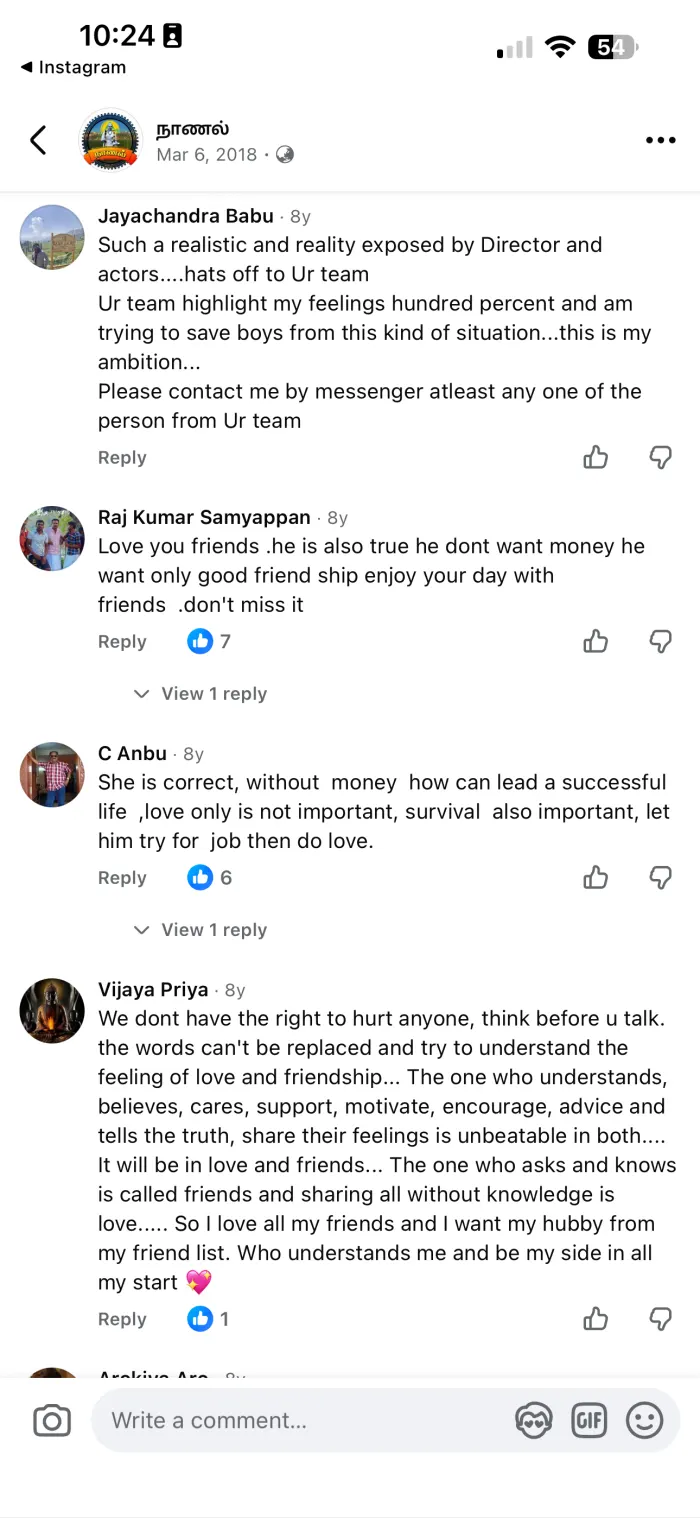 10:24
54
◀ Instagram
நாணல்
Mar 6, 2018 ·
Jayachandra Babu · 8y
Such a realistic and reality exposed by Director and
actors....hats off to Ur team
Ur team highlight my feelings hundred percent and am
trying to save boys from this kind of situation...this is my
ambition...
Please contact me by messenger atleast any one of the
person from Ur team
Reply
Raj Kumar Samyappan · 8y
Love you friends .he is also true he dont want money he
want only good friend ship enjoy your day with
friends  .don't miss it
Reply 7
View 1 reply
C Anbu · 8y
She is correct, without  money  how can lead a successful
life  ,love only is not important, survival  also important, let
him try for  job then do love.
Reply 6
View 1 reply
Vijaya Priya · 8y
We dont have the right to hurt anyone, think before u talk.
the words can't be replaced and try to understand the
feeling of love and friendship... The one who understands,
believes, cares, support, motivate, encourage, advice and
tells the truth, share their feelings is unbeatable in both....
It will be in love and friends... The one who asks and knows
is called friends and sharing all without knowledge is
love..... So I love all my friends and I want my hubby from
my friend list. Who understands me and be my side in all
my start 💖
Reply 1
Write a comment...
GIF